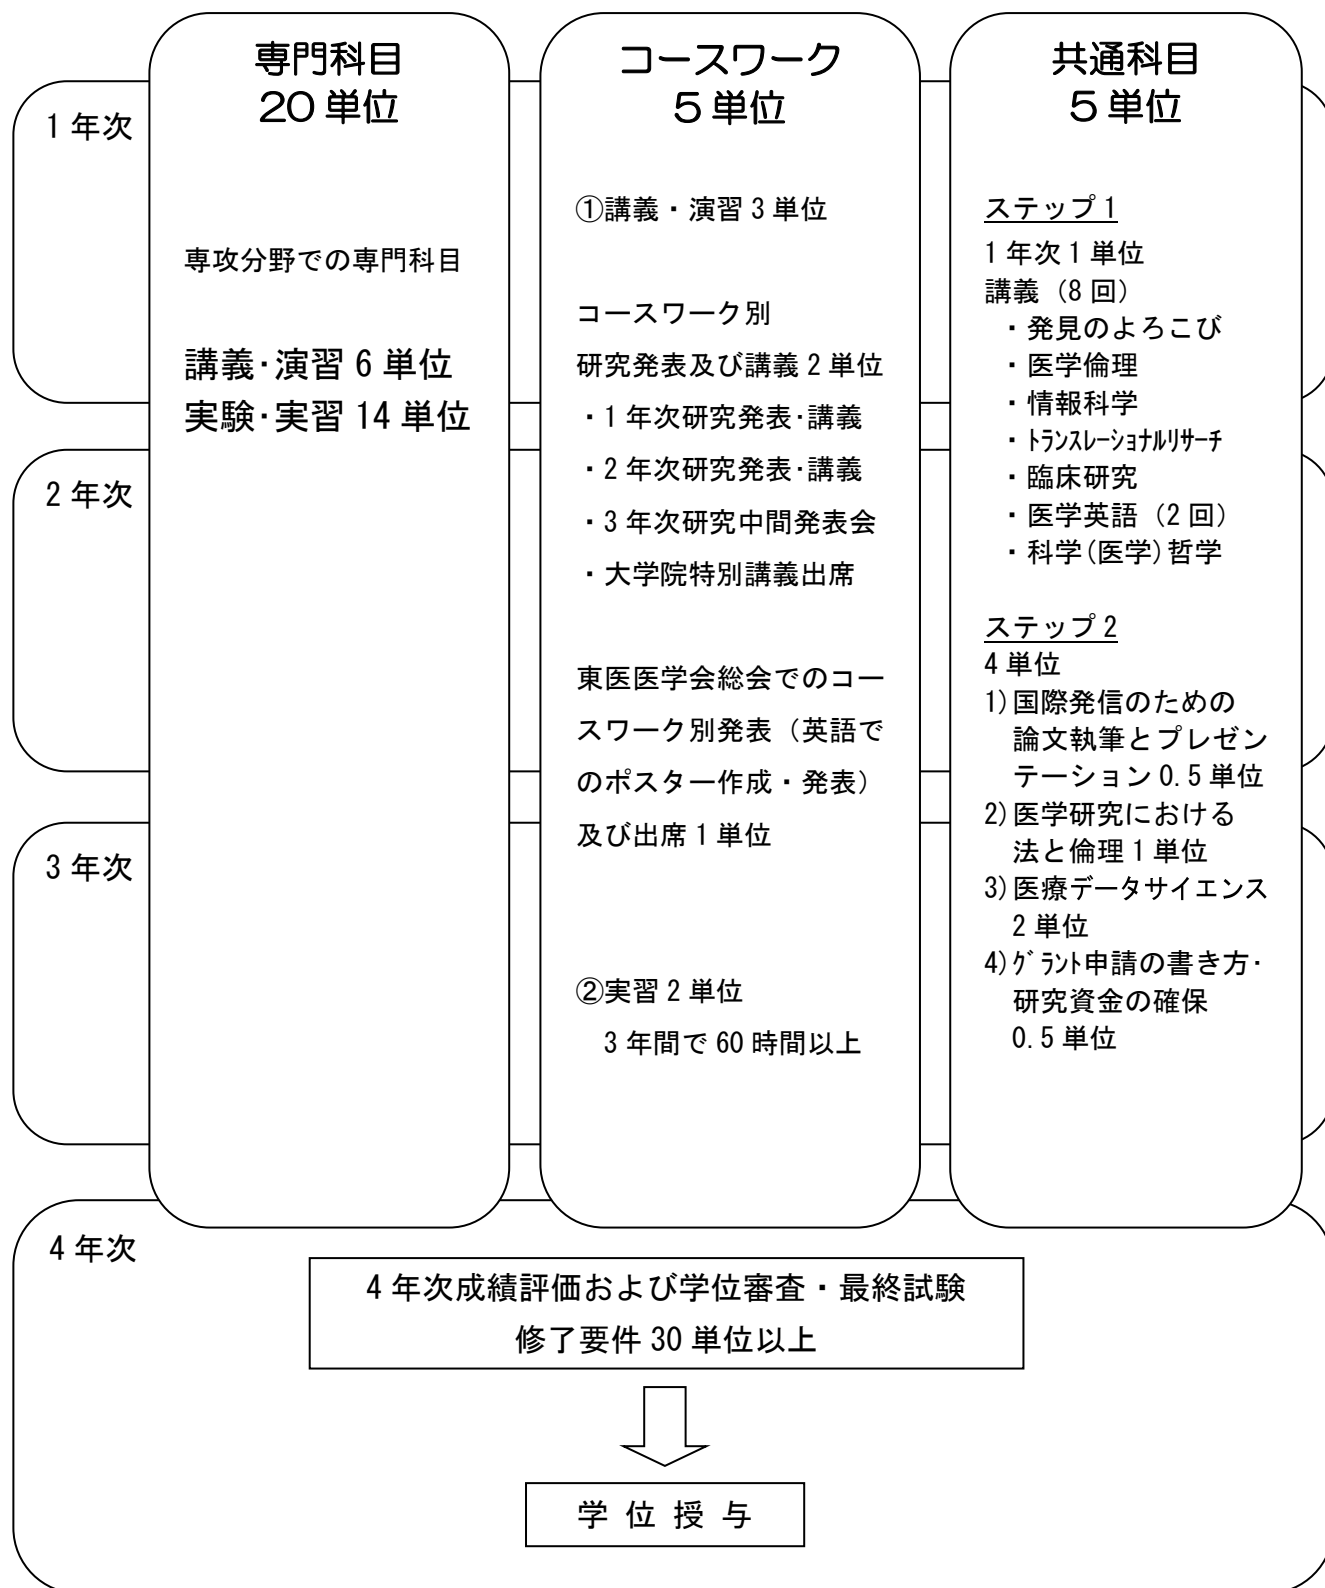 専門科目
20単位
コースワーク
5単位
共通科目
5単位
1年次
2年次
3年次
4年次
専攻分野での専門科目
講義･演習 6 単位
実験･実習 14 単位
①講義・演習 3 単位
コースワーク別
研究発表及び講義 2 単位
・1 年次研究発表･講義
・2 年次研究発表･講義
・3 年次研究中間発表会
・大学院特別講義出席
東医医学会総会でのコー
スワーク別発表（英語で
のポスター作成・発表）
及び出席 1 単位
②実習 2 単位
3 年間で 60 時間以上
ステップ 1
1 年次 1 単位
講義（8 回）
・発見のよろこび
・医学倫理
・情報科学
・ﾄﾗﾝｽﾚｰｼｮﾅﾙﾘｻｰﾁ
・臨床研究
・医学英語（2 回）
・科学(医学)哲学
ステップ 2
4 単位
1)国際発信のための
論文執筆とプレゼン
テーション 0.5 単位
2)医学研究における
法と倫理 1 単位
3)医療データサイエンス
2 単位
4)ｸﾞﾗﾝﾄ申請の書き方･
研究資金の確保
0.5 単位
4 年次成績評価および学位審査・最終試験
修了要件 30 単位以上
学 位 授 与